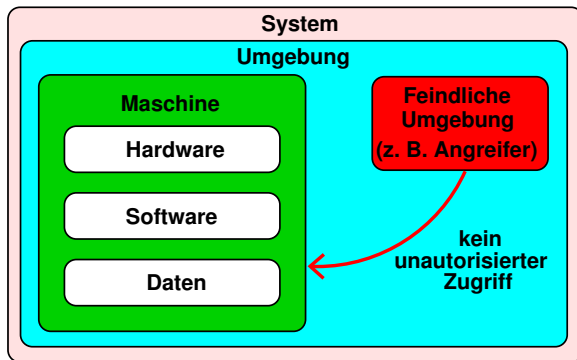 System
Umgebung
Maschine
Hardware
Software
Daten
Feindliche
Umgebung
(z. B. Angreifer)
kein
unautorisierter
Zugriff